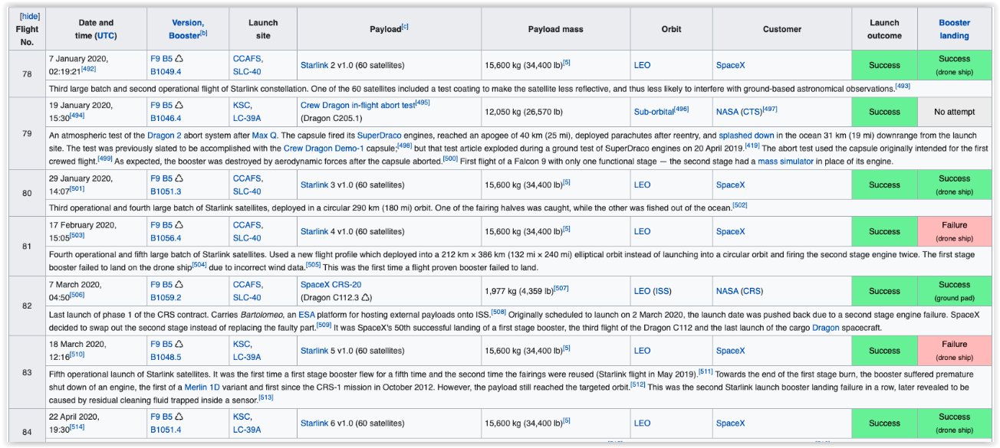 [hide]
Flight
No.
Date and
time (UTC)
Version,
Booster[b]
Launch
site
Payload[c]
Payload mass
Orbit
Customer
Launch
outcome
Booster
landing
78
7 January 2020,
02:19:21[492]
F9 B5 ♺
B1049.4
CCAFS,
SLC-40
Starlink 2 v1.0 (60 satellites)
15,600 kg (34,400 lb)[5]
LEO
SpaceX
Success
Success
(drone ship)
Third large batch and second operational flight of Starlink constellation. One of the 60 satellites included a test coating to make the satellite less reflective, and thus less likely to interfere with ground-based astronomical observations.[493]
79
19 January 2020,
15:30[494]
F9 B5 ♺
B1046.4
KSC,
LC-39A
Crew Dragon in-flight abort test[495]
(Dragon C205.1)
12,050 kg (26,570 lb)
Sub-orbital[496]
NASA (CTS)[497]
Success
No attempt
An atmospheric test of the Dragon 2 abort system after Max Q. The capsule fired its SuperDraco engines, reached an apogee of 40 km (25 mi), deployed parachutes after reentry, and splashed down in the ocean 31 km (19 mi) downrange from the launch
site. The test was previously slated to be accomplished with the Crew Dragon Demo-1 capsule;[498] but that test article exploded during a ground test of SuperDraco engines on 20 April 2019.[419] The abort test used the capsule originally intended for the first
crewed flight.[499] As expected, the booster was destroyed by aerodynamic forces after the capsule aborted.[500] First flight of a Falcon 9 with only one functional stage — the second stage had a mass simulator in place of its engine.
80
29 January 2020,
14:07[501]
F9 B5 ♺
B1051.3
CCAFS,
SLC-40
Starlink 3 v1.0 (60 satellites)
15,600 kg (34,400 lb)[5]
LEO
SpaceX
Success
Success
(drone ship)
Third operational and fourth large batch of Starlink satellites, deployed in a circular 290 km (180 mi) orbit. One of the fairing halves was caught, while the other was fished out of the ocean.[502]
81
17 February 2020,
15:05[503]
F9 B5 ♺
B1056.4
CCAFS,
SLC-40
Starlink 4 v1.0 (60 satellites)
15,600 kg (34,400 lb)[5]
LEO
SpaceX
Success
Failure
(drone ship)
Fourth operational and fifth large batch of Starlink satellites. Used a new flight profile which deployed into a 212 km × 386 km (132 mi × 240 mi) elliptical orbit instead of launching into a circular orbit and firing the second stage engine twice. The first stage
booster failed to land on the drone ship[504] due to incorrect wind data.[505] This was the first time a flight proven booster failed to land.
82
7 March 2020,
04:50[506]
F9 B5 ♺
B1059.2
CCAFS,
SLC-40
SpaceX CRS-20
(Dragon C112.3 ♺)
1,977 kg (4,359 lb)[507]
LEO (ISS)
NASA (CRS)
Success
Success
(ground pad)
Last launch of phase 1 of the CRS contract. Carries Bartolomeo, an ESA platform for hosting external payloads onto ISS.[508] Originally scheduled to launch on 2 March 2020, the launch date was pushed back due to a second stage engine failure. SpaceX
decided to swap out the second stage instead of replacing the faulty part.[509] It was SpaceX's 50th successful landing of a first stage booster, the third flight of the Dragon C112 and the last launch of the cargo Dragon spacecraft.
83
18 March 2020,
12:16[510]
F9 B5 ♺
B1048.5
KSC,
LC-39A
Starlink 5 v1.0 (60 satellites)
15,600 kg (34,400 lb)[5]
LEO
SpaceX
Success
Failure
(drone ship)
Fifth operational launch of Starlink satellites. It was the first time a first stage booster flew for a fifth time and the second time the fairings were reused (Starlink flight in May 2019).[511] Towards the end of the first stage burn, the booster suffered premature
shut down of an engine, the first of a Merlin 1D variant and first since the CRS-1 mission in October 2012. However, the payload still reached the targeted orbit.[512] This was the second Starlink launch booster landing failure in a row, later revealed to be
caused by residual cleaning fluid trapped inside a sensor.[513]
84
22 April 2020,
19:30[514]
F9 B5 ♺
B1051.4
KSC,
LC-39A
Starlink 6 v1.0 (60 satellites)
15,600 kg (34,400 lb)[5]
LEO
SpaceX
Success
Success
(drone ship)